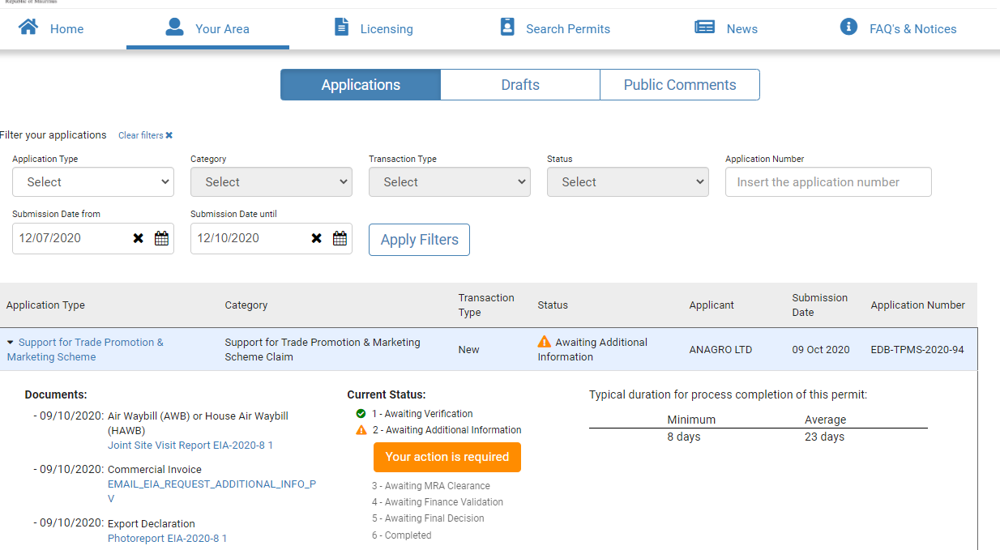 Republic of Mauritius
Home
Your Area
Licensing
Search Permits
News
FAQ's & Notices
Applications
Drafts
Public Comments
Filter your applications
Clear filters
Application Type
Category
Transaction Type
Status
Application Number
Select
Select
Select
Select
Insert the application number
Submission Date from
Submission Date until
12/07/2020
12/10/2020
Apply Filters
Application Type
Category
Transaction
Type
Status
Applicant
Submission
Date
Application Number
Support for Trade Promotion &
Marketing Scheme
Support for Trade Promotion & Marketing
Scheme Claim
New
Awaiting Additional
Information
ANAGRO LTD
09 Oct 2020
EDB-TPMS-2020-94
Documents:
- 09/10/2020: Air Waybill (AWB) or House Air Waybill
(HAWB)
Joint Site Visit Report EIA-2020-8 1
- 09/10/2020: Commercial Invoice
EMAIL_EIA_REQUEST_ADDITIONAL_INFO_P
V
- 09/10/2020: Export Declaration
Photoreport EIA-2020-8 1
Current Status:
1 - Awaiting Verification
2 - Awaiting Additional Information
Your action is required
3 - Awaiting MRA Clearance
4 - Awaiting Finance Validation
5 - Awaiting Final Decision
6 - Completed
Typical duration for process completion of this permit:
Minimum
Average
8 days
23 days